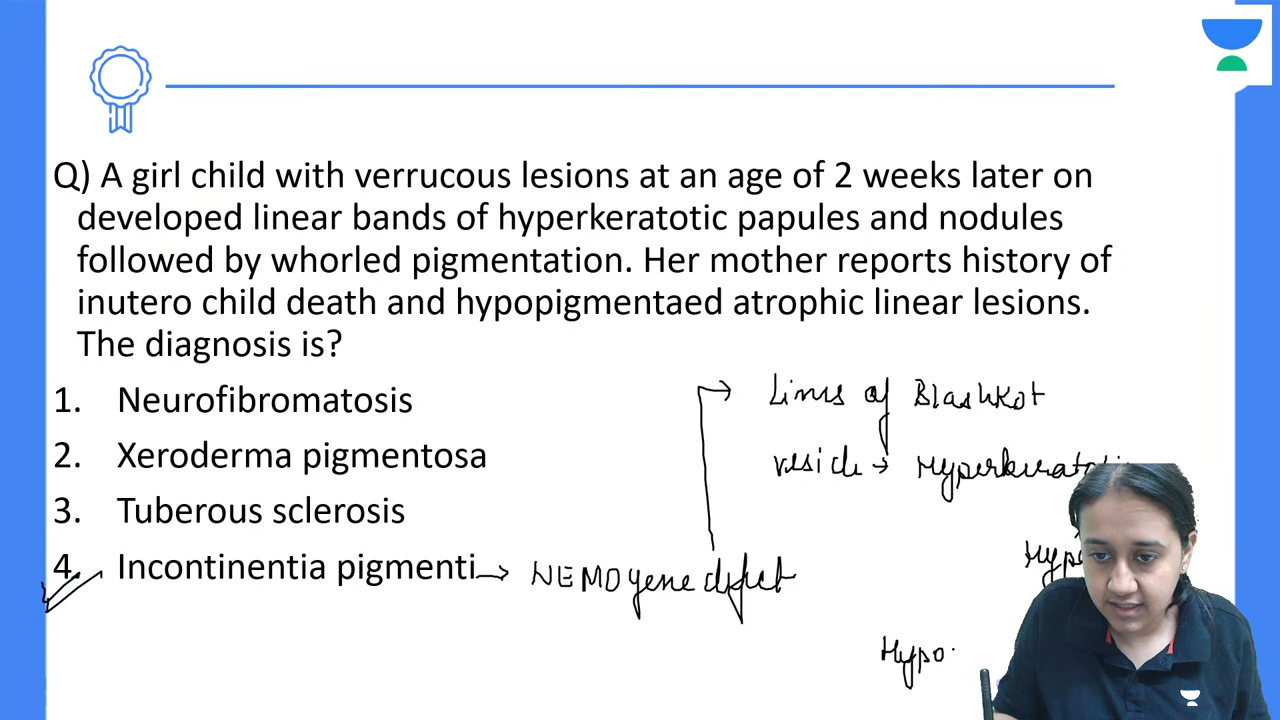 Q) A girl child with verrucous lesions at an age of 2 weeks later on
developed linear bands of hyperkeratotic papules and nodules
followed by whorled pigmentation. Her mother reports history of
inutero child death and hypopigmentaed atrophic linear lesions.
The diagnosis is?
1. Neurofibromatosis
→ Lines of Blashkot
2. Xeroderma pigmentosa
vesicle → Hyperkerato
3. Tuberous sclerosis
Hypo
4. Incontinentia pigmenti → NEMO gene defect
Hypo